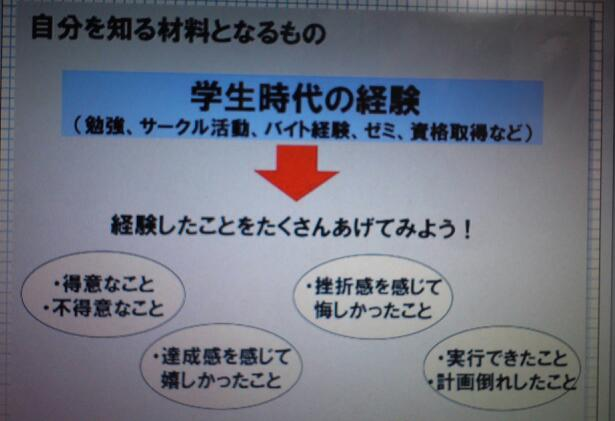 自分を知る材料となるもの
学生時代の経験
（勉強、サークル活動、バイト経験、ゼミ、資格取得など）
経験したことをたくさんあげてみよう！
・得意なこと
・不得意なこと
・挫折感を感じて
悔しかったこと
・達成感を感じて
嬉しかったこと
・実行できたこと
・計画倒れしたこと